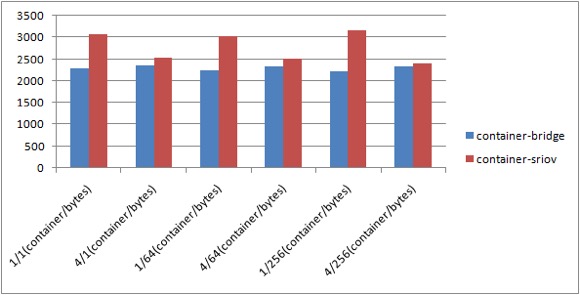 3500
3000
2500
2000
1500
1000
500
0
1/1(container/bytes)
4/1(container/bytes)
1/64(container/bytes)
4/64(container/bytes)
1/256(container/bytes)
4/256(container/bytes)
container-bridge
container-sriov